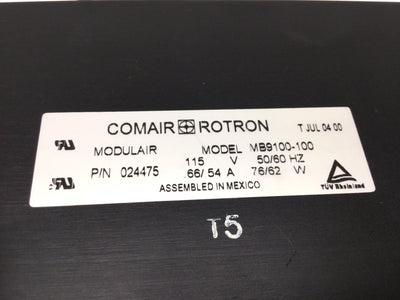 COMAIR ROTRON T JUL 04 00
MODULAIR MODEL MB9100-100
115 V 50/60 HZ
P/N 024475 .66/.54 A 76/62 W
ASSEMBLED IN MEXICO
TÜV Rheinland
T5